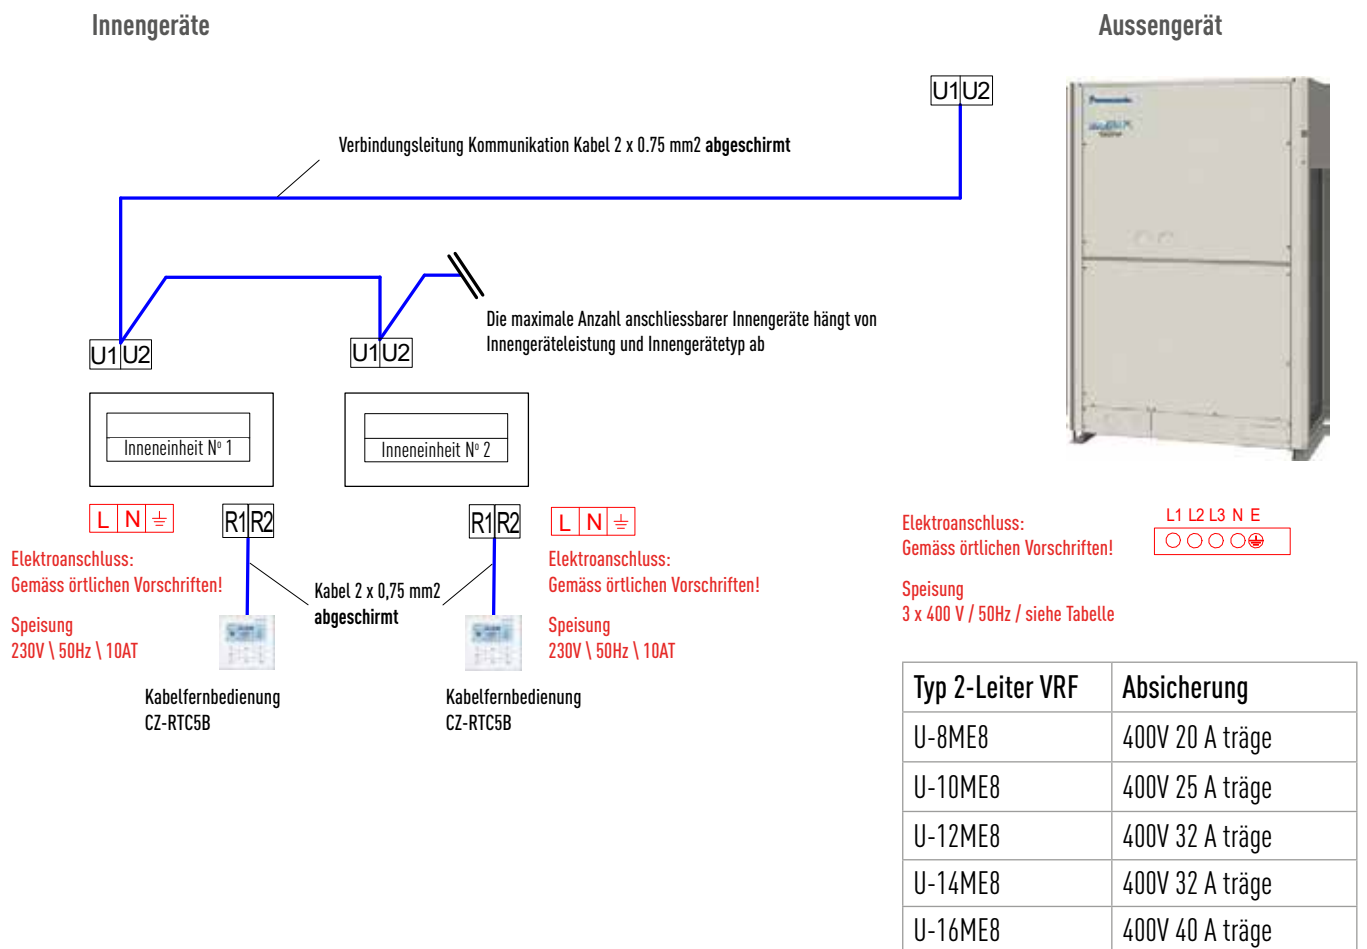 Innengeräte
Aussengerät
U1 U2
Panasonic
Verbindungsleitung Kommunikation Kabel 2 x 0.75 mm2 abgeschirmt
Die maximale Anzahl anschliessbarer Innengeräte hängt von
Innengeräteleistung und Innengerätetyp ab
U1 U2
U1 U2
Inneneinheit Nº 1
Inneneinheit Nº 2
L N
R1 R2
R1 R2
L N
Elektroanschluss:
Gemäss örtlichen Vorschriften!
Speisung
230V \ 50Hz \ 10AT
Kabel 2 x 0,75 mm2
abgeschirmt
Elektroanschluss:
Gemäss örtlichen Vorschriften!
Speisung
230V \ 50Hz \ 10AT
Kabelfernbedienung
CZ-RTC5B
Kabelfernbedienung
CZ-RTC5B
Elektroanschluss:
Gemäss örtlichen Vorschriften!
L1 L2 L3 N E
Speisung
3 x 400 V / 50Hz / siehe Tabelle
Typ 2-Leiter VRF Absicherung
U-8ME8 400V 20 A träge
U-10ME8 400V 25 A träge
U-12ME8 400V 32 A träge
U-14ME8 400V 32 A träge
U-16ME8 400V 40 A träge